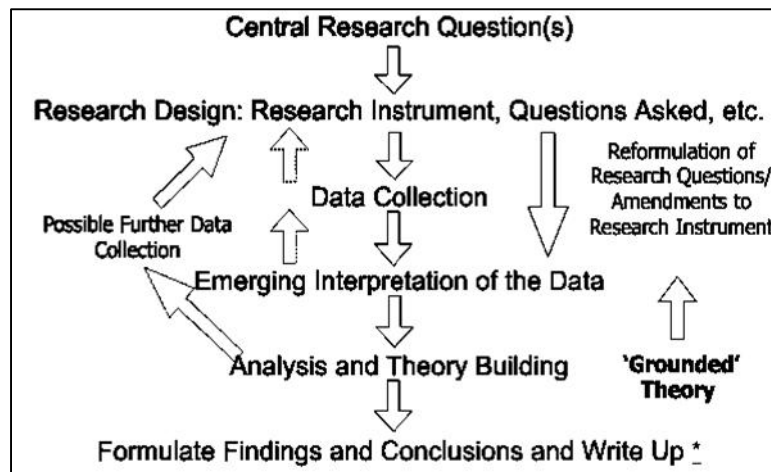 Central Research Question(s)
Research Design: Research Instrument, Questions Asked, etc.
Reformulation of
Research Questions/
Amendments to
Research Instrument
Data Collection
Possible Further Data
Collection
Emerging Interpretation of the Data
Analysis and Theory Building
'Grounded'
Theory
Formulate Findings and Conclusions and Write Up *